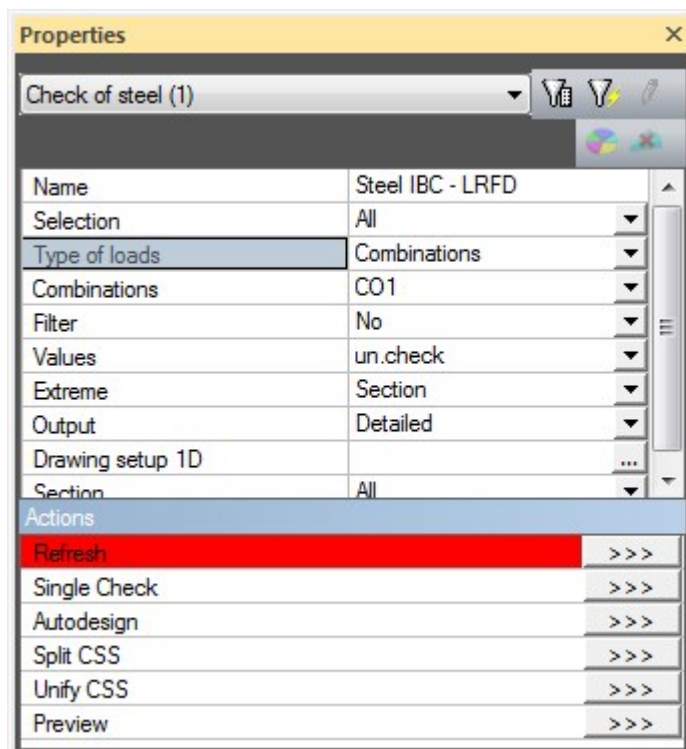 Properties
Check of steel (1)
Name Steel IBC - LRFD
Selection All
Type of loads Combinations
Combinations CO1
Filter No
Values un.check
Extreme Section
Output Detailed
Drawing setup 1D ...
Section All
Actions
Refresh >>>
Single Check >>>
Autodesign >>>
Split CSS >>>
Unify CSS >>>
Preview >>>